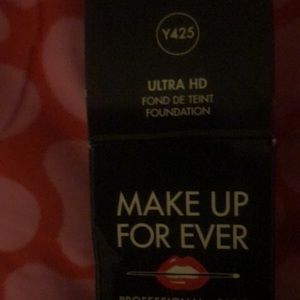 Y425
ULTRA HD
FOND DE TEINT
FOUNDATION
MAKE UP
FOR EVER